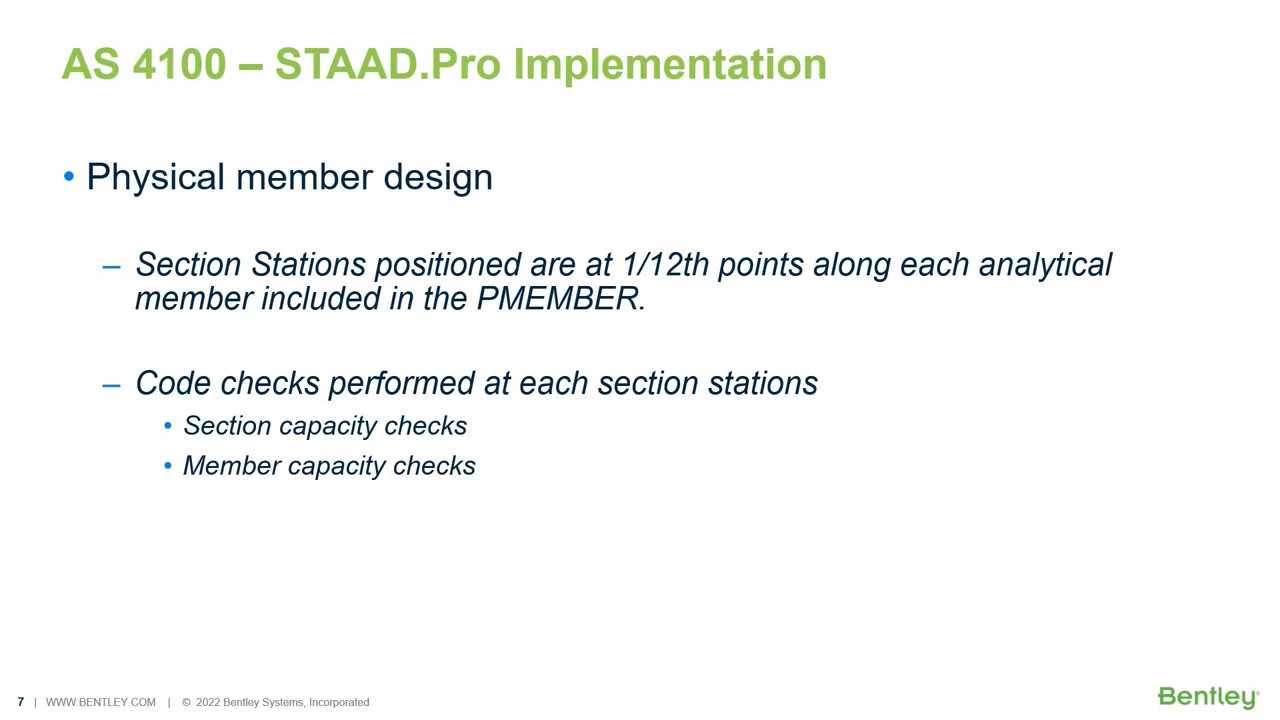 AS 4100 – STAAD.Pro Implementation
• Physical member design
– Section Stations positioned are at 1/12th points along each analytical
member included in the PMEMBER.
– Code checks performed at each section stations
• Section capacity checks
• Member capacity checks
7 | WWW.BENTLEY.COM | © 2022 Bentley Systems, Incorporated
Bentley®